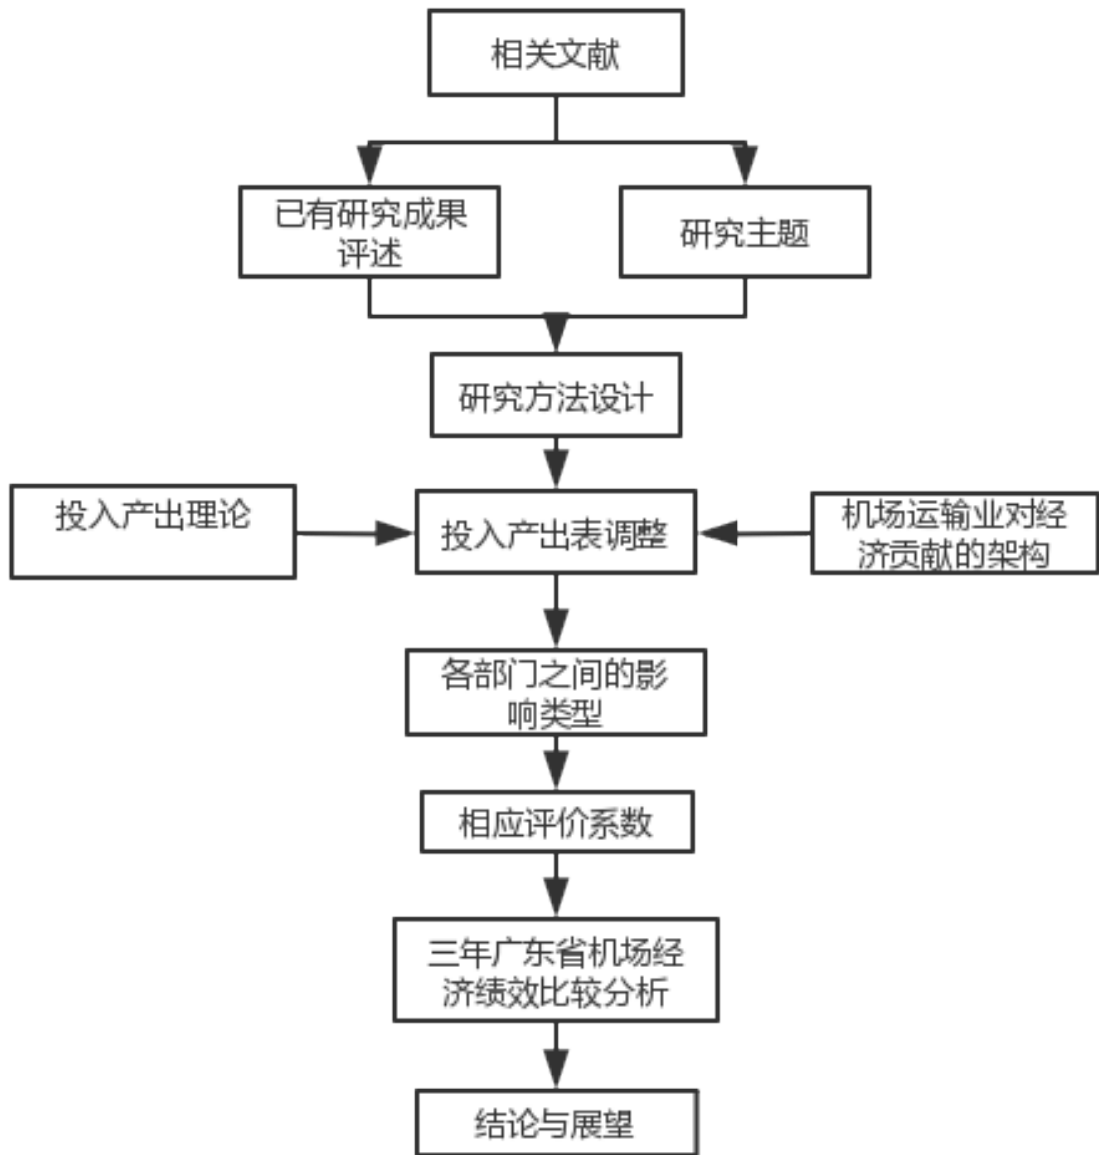 相关文献
已有研究成果
评述
研究主题
研究方法设计
投入产出理论
投入产出表调整
机场运输业对经
济贡献的架构
各部门之间的影
响类型
相应评价系数
三年广东省机场经
济绩效比较分析
结论与展望